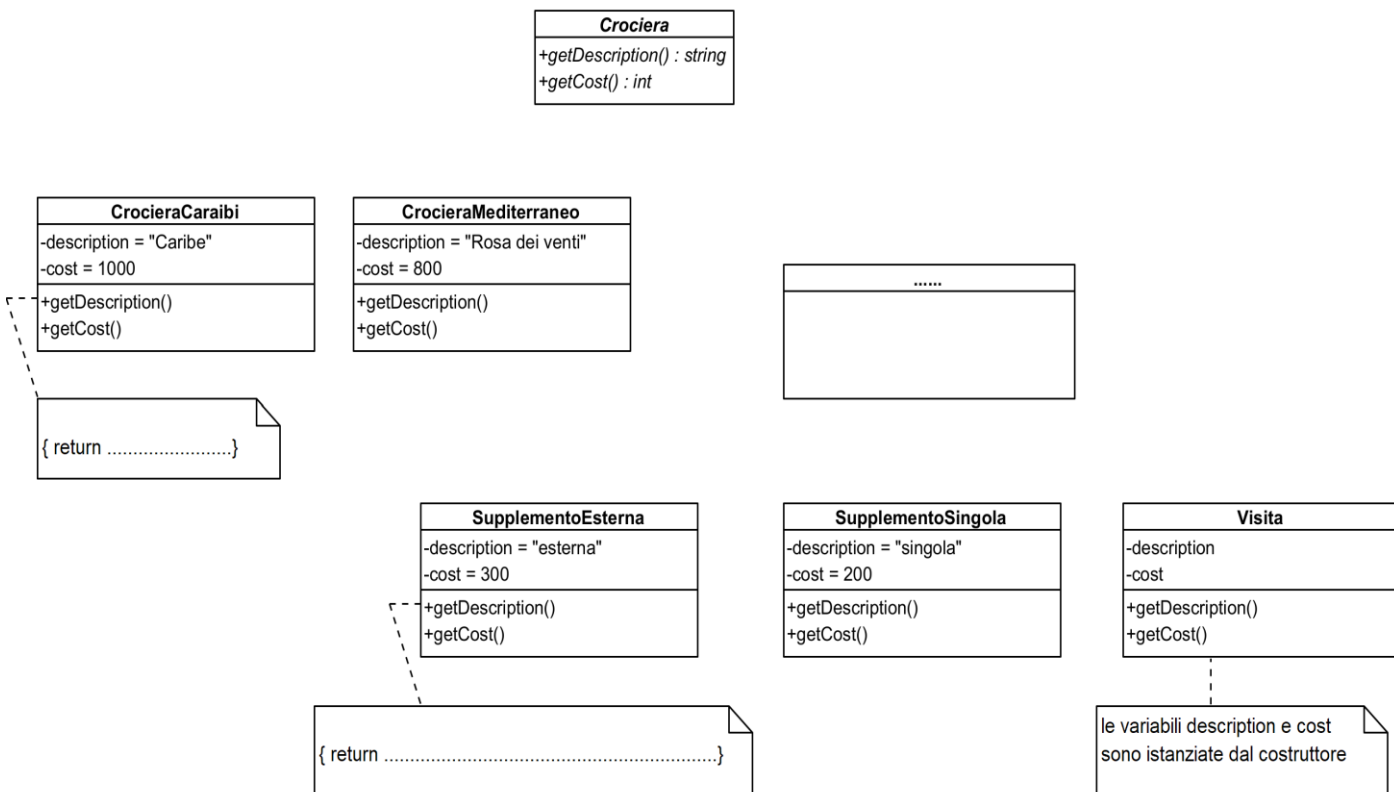 Crociera
+getDescription() : string
+getCost() : int
CrocieraCaraibi
-description = "Caribe"
-cost = 1000
+getDescription()
+getCost()
CrocieraMediterraneo
-description = "Rosa dei venti"
-cost = 800
+getDescription()
+getCost()
......
{ return ........................}
SupplementoEsterna
-description = "esterna"
-cost = 300
+getDescription()
+getCost()
SupplementoSingola
-description = "singola"
-cost = 200
+getDescription()
+getCost()
Visita
-description
-cost
+getDescription()
+getCost()
{ return ................................................................}
le variabili description e cost
sono istanziate dal costruttore